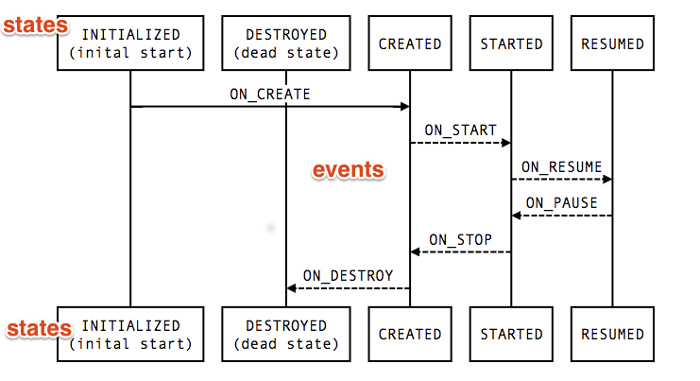 states
INITIALIZED
(inital start)
DESTROYED
(dead state)
CREATED
STARTED
RESUMED
ON_CREATE
ON_START
events
ON_RESUME
ON_PAUSE
ON_STOP
ON_DESTROY
states
INITIALIZED
(inital start)
DESTROYED
(dead state)
CREATED
STARTED
RESUMED